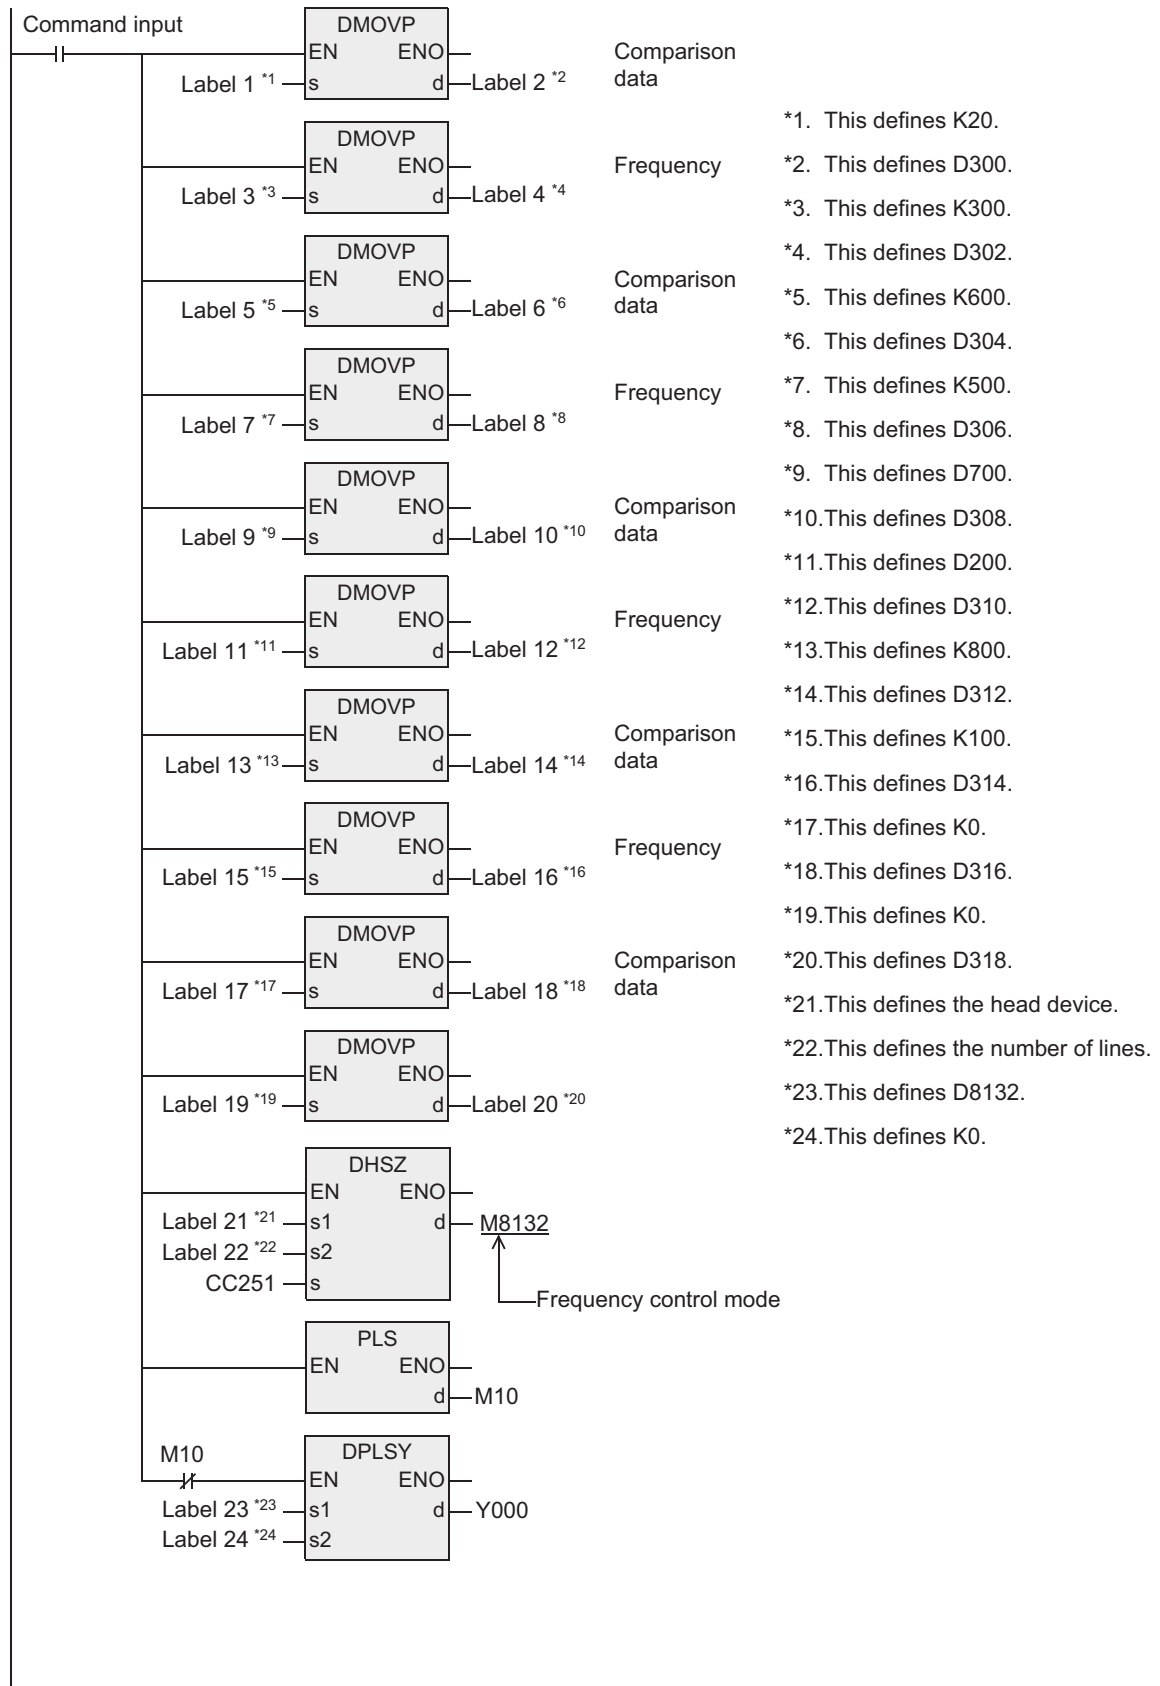 Command input
DMOVP
EN ENO
Label 1 *1 s d Label 2 *2
Comparison
data
DMOVP
EN ENO
Label 3 *3 s d Label 4 *4
Frequency
DMOVP
EN ENO
Label 5 *5 s d Label 6 *6
Comparison
data
DMOVP
EN ENO
Label 7 *7 s d Label 8 *8
Frequency
DMOVP
EN ENO
Label 9 *9 s d Label 10 *10
Comparison
data
DMOVP
EN ENO
Label 11 *11 s d Label 12 *12
Frequency
DMOVP
EN ENO
Label 13 *13 s d Label 14 *14
Comparison
data
DMOVP
EN ENO
Label 15 *15 s d Label 16 *16
Frequency
DMOVP
EN ENO
Label 17 *17 s d Label 18 *18
Comparison
data
DMOVP
EN ENO
Label 19 *19 s d Label 20 *20
DHSZ
EN ENO
Label 21 *21 s1 d M8132
Label 22 *22 s2
CC251 s
Frequency control mode
PLS
EN ENO
d M10
M10
DPLSY
EN ENO
Label 23 *23 s1 d Y000
Label 24 *24 s2
*1. This defines K20.
*2. This defines D300.
*3. This defines K300.
*4. This defines D302.
*5. This defines K600.
*6. This defines D304.
*7. This defines K500.
*8. This defines D306.
*9. This defines D700.
*10.This defines D308.
*11.This defines D200.
*12.This defines D310.
*13.This defines K800.
*14.This defines D312.
*15.This defines K100.
*16.This defines D314.
*17.This defines K0.
*18.This defines D316.
*19.This defines K0.
*20.This defines D318.
*21.This defines the head device.
*22.This defines the number of lines.
*23.This defines D8132.
*24.This defines K0.